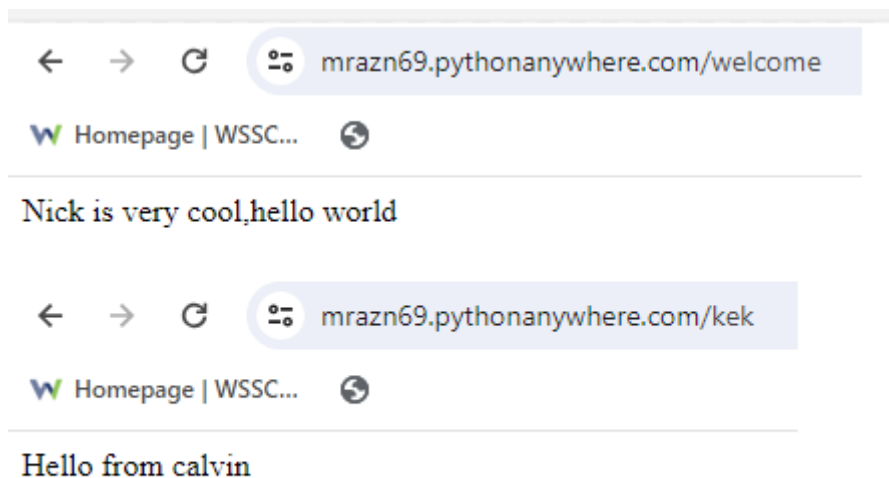 mrazn69.pythonanywhere.com/welcome
Homepage | WSSC...
Nick is very cool,hello world
mrazn69.pythonanywhere.com/kek
Homepage | WSSC...
Hello from calvin